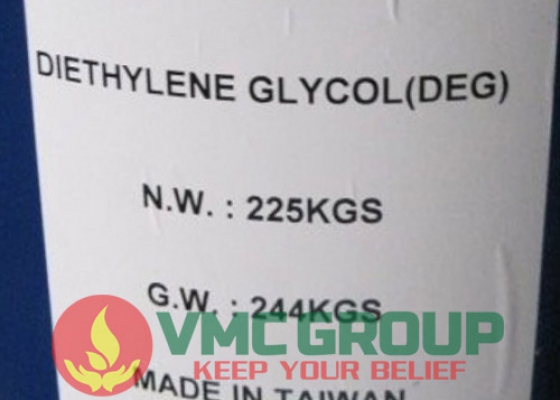 DIETHYLENE GLYCOL(DEG)
N.W. : 225KGS
G.W. : 244KGS
VMC GROUP
KEEP YOUR BELIEF
MADE IN TAIWAN